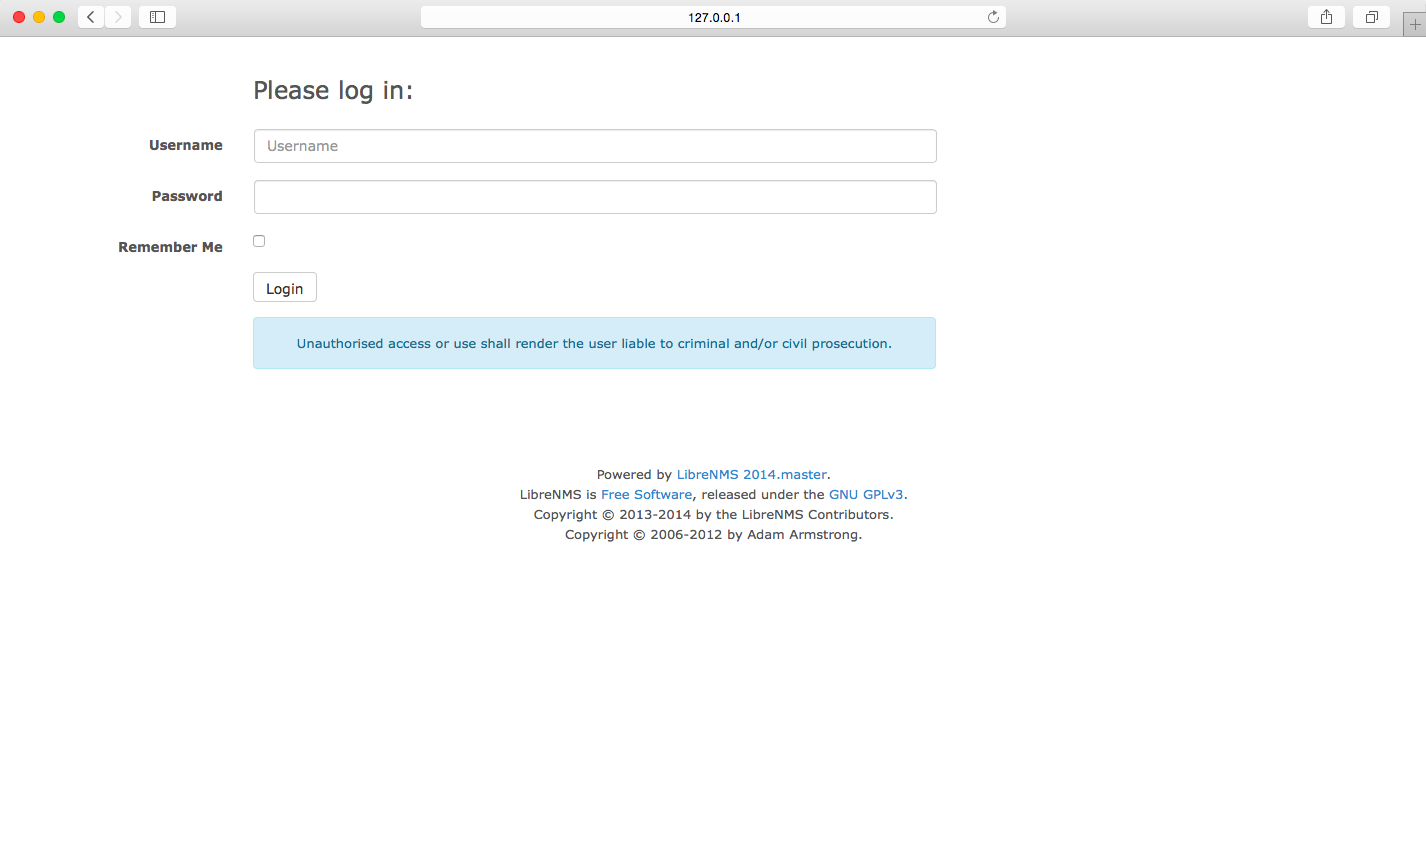 127.0.0.1
Please log in:
Username
Username
Password
Remember Me
Login
Unauthorised access or use shall render the user liable to criminal and/or civil prosecution.
Powered by LibreNMS 2014.master.
LibreNMS is Free Software, released under the GNU GPLv3.
Copyright © 2013-2014 by the LibreNMS Contributors.
Copyright © 2006-2012 by Adam Armstrong.